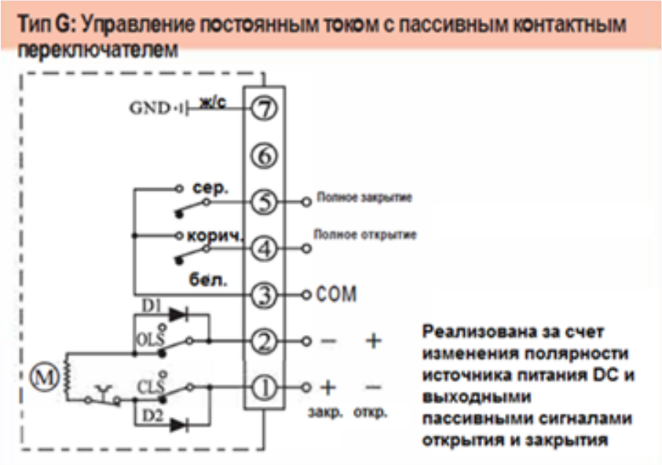 Тип G: Управление постоянным током с пассивным контактным
переключателем
GND ж/с 7
6
сер. 5 Полное закрытие
корич. 4 Полное открытие
бел. 3 COM
D1
OLS 2 − +
M
CLS 1 + −
D2 закр. откр.
Реализована за счет
изменения полярности
источника питания DC и
выходными
пассивными сигналами
открытия и закрытия